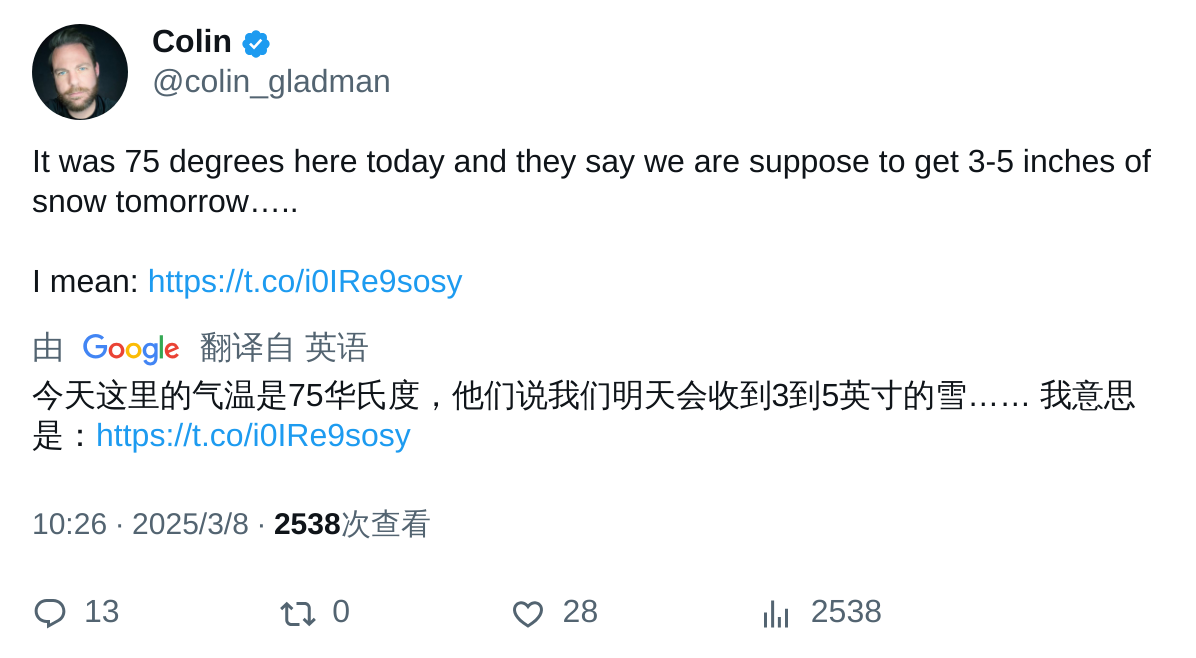 Colin
@colin_gladman
It was 75 degrees here today and they say we are suppose to get 3-5 inches of
snow tomorrow…..
I mean: https://t.co/i0IRe9sosy
由 Google 翻译自 英语
今天这里的气温是75华氏度，他们说我们明天会收到3到5英寸的雪…… 我意思
是：https://t.co/i0IRe9sosy
10:26 · 2025/3/8 · 2538次查看
13 0 28 2538